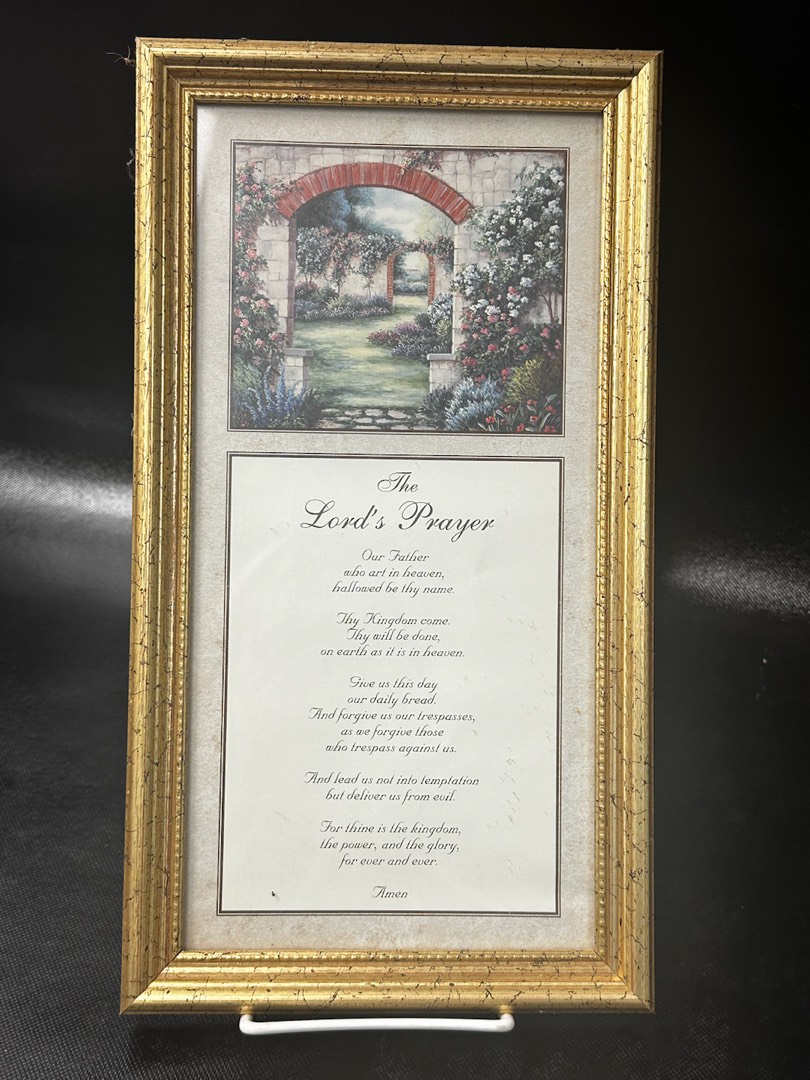 The
Lord's Prayer
Our Father
who art in heaven,
hallowed be thy name.
Thy Kingdom come.
Thy will be done,
on earth as it is in heaven.
Give us this day
our daily bread.
And forgive us our trespasses,
as we forgive those
who trespass against us.
And lead us not into temptation
but deliver us from evil.
For thine is the kingdom,
the power, and the glory,
for ever and ever.
Amen